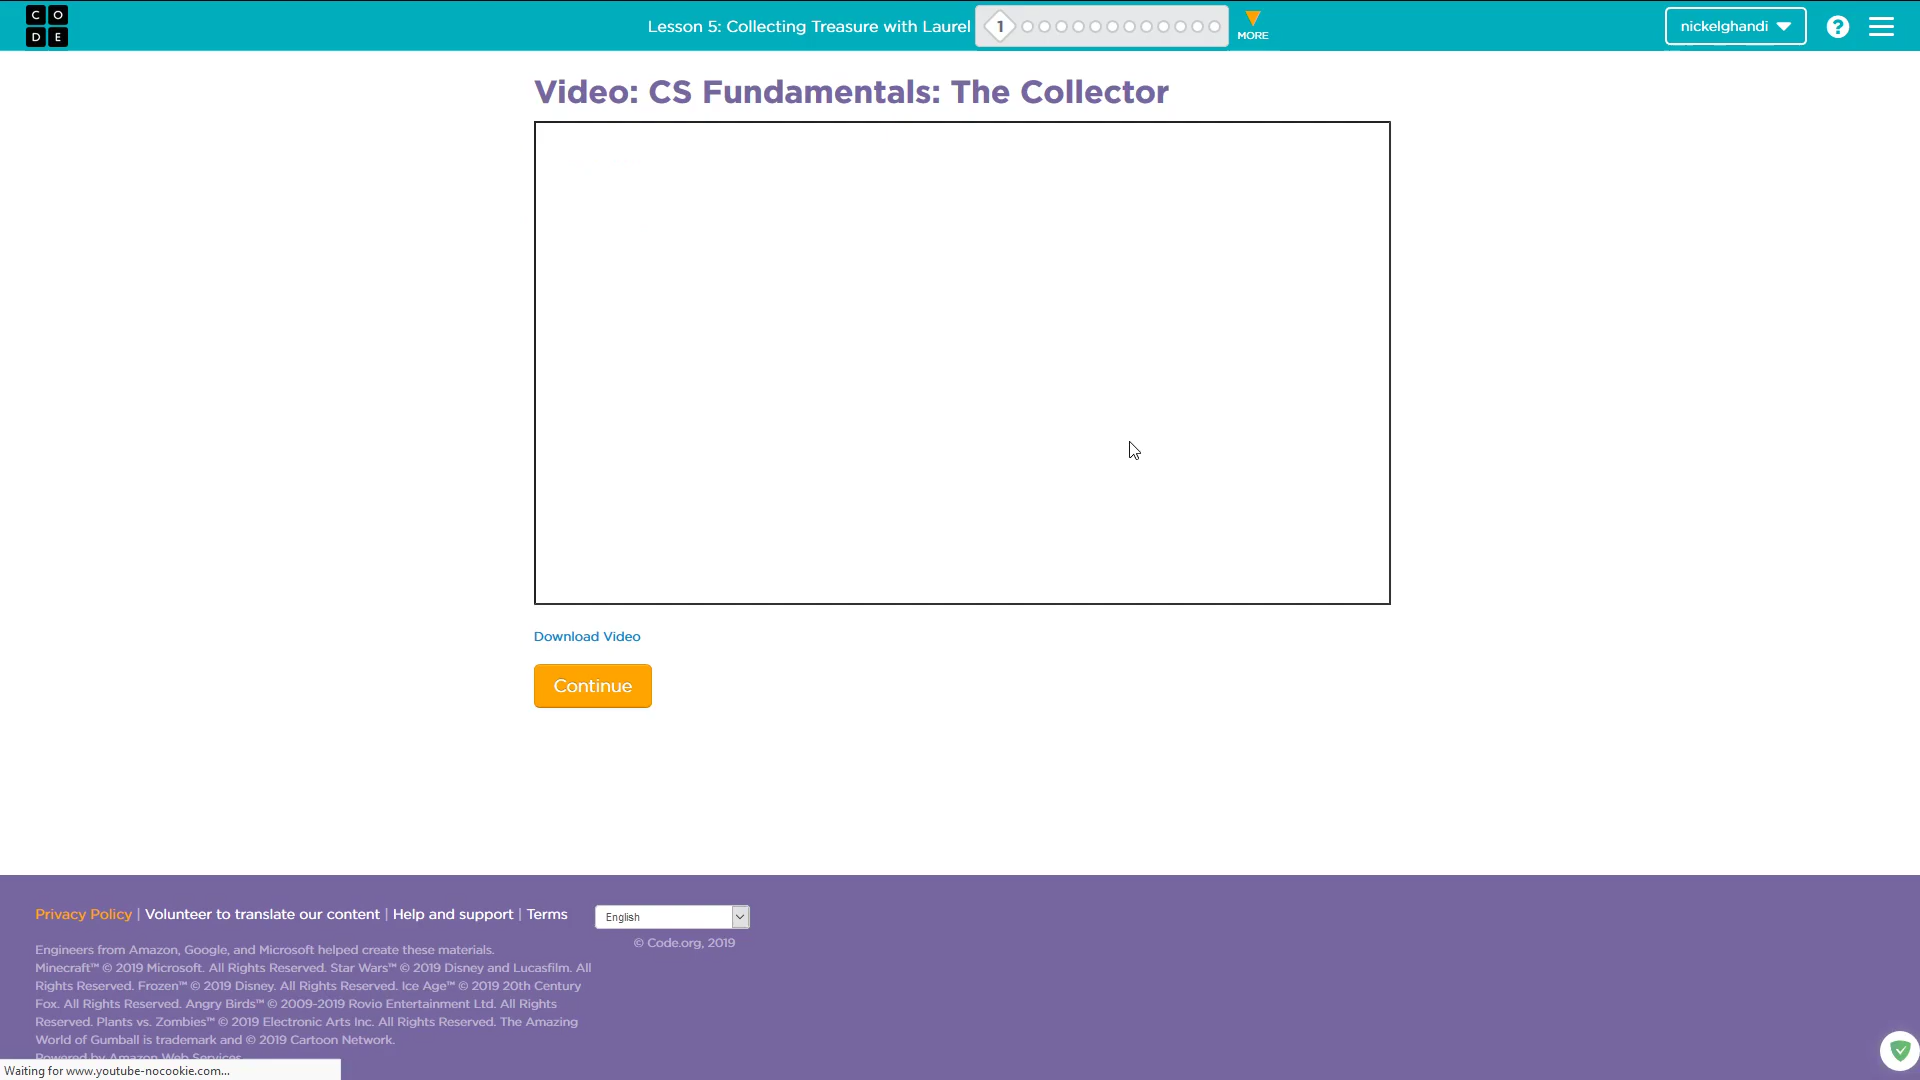 C O
D E
Lesson 5: Collecting Treasure with Laurel
1
MORE
nickelghandi
?
Video: CS Fundamentals: The Collector
Download Video
Continue
Privacy Policy | Volunteer to translate our content | Help and support | Terms
English
© Code.org, 2019
Engineers from Amazon, Google, and Microsoft helped create these materials.
Minecraft™ © 2019 Microsoft. All Rights Reserved. Star Wars™ © 2019 Disney and Lucasfilm. All
Rights Reserved. Frozen™ © 2019 Disney. All Rights Reserved. Ice Age™ © 2019 20th Century
Fox. All Rights Reserved. Angry Birds™ © 2009-2019 Rovio Entertainment Ltd. All Rights
Reserved. Plants vs. Zombies™ © 2019 Electronic Arts Inc. All Rights Reserved. The Amazing
World of Gumball is trademark and © 2019 Cartoon Network.
Powered by Amazon Web Services
Waiting for www.youtube-nocookie.com...